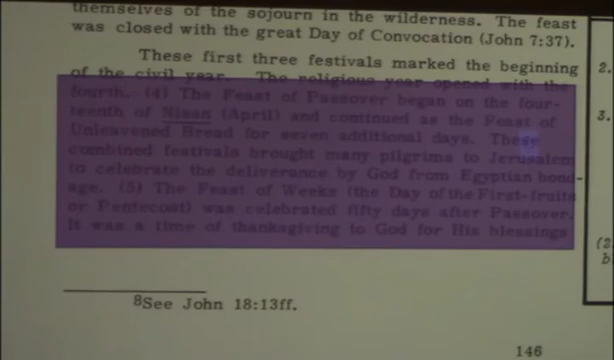 themselves of the sojourn in the wilderness. The feast
was closed with the great Day of Convocation (John 7:37).
These first three festivals marked the beginning
of the civil year. The religious year opened with the
fourth. (4) The Feast of Passover began on the four-
teenth of Nisan (April) and continued as the Feast of
Unleavened Bread for seven additional days. These
combined festivals brought many pilgrims to Jerusalem
to celebrate the deliverance by God from Egyptian bond-
age. (5) The Feast of Weeks (the Day of the First-fruits
or Pentecost) was celebrated fifty days after Passover.
It was a time of thanksgiving to God for His blessings
8See John 18:13ff.
146
2.
3.
(2
b